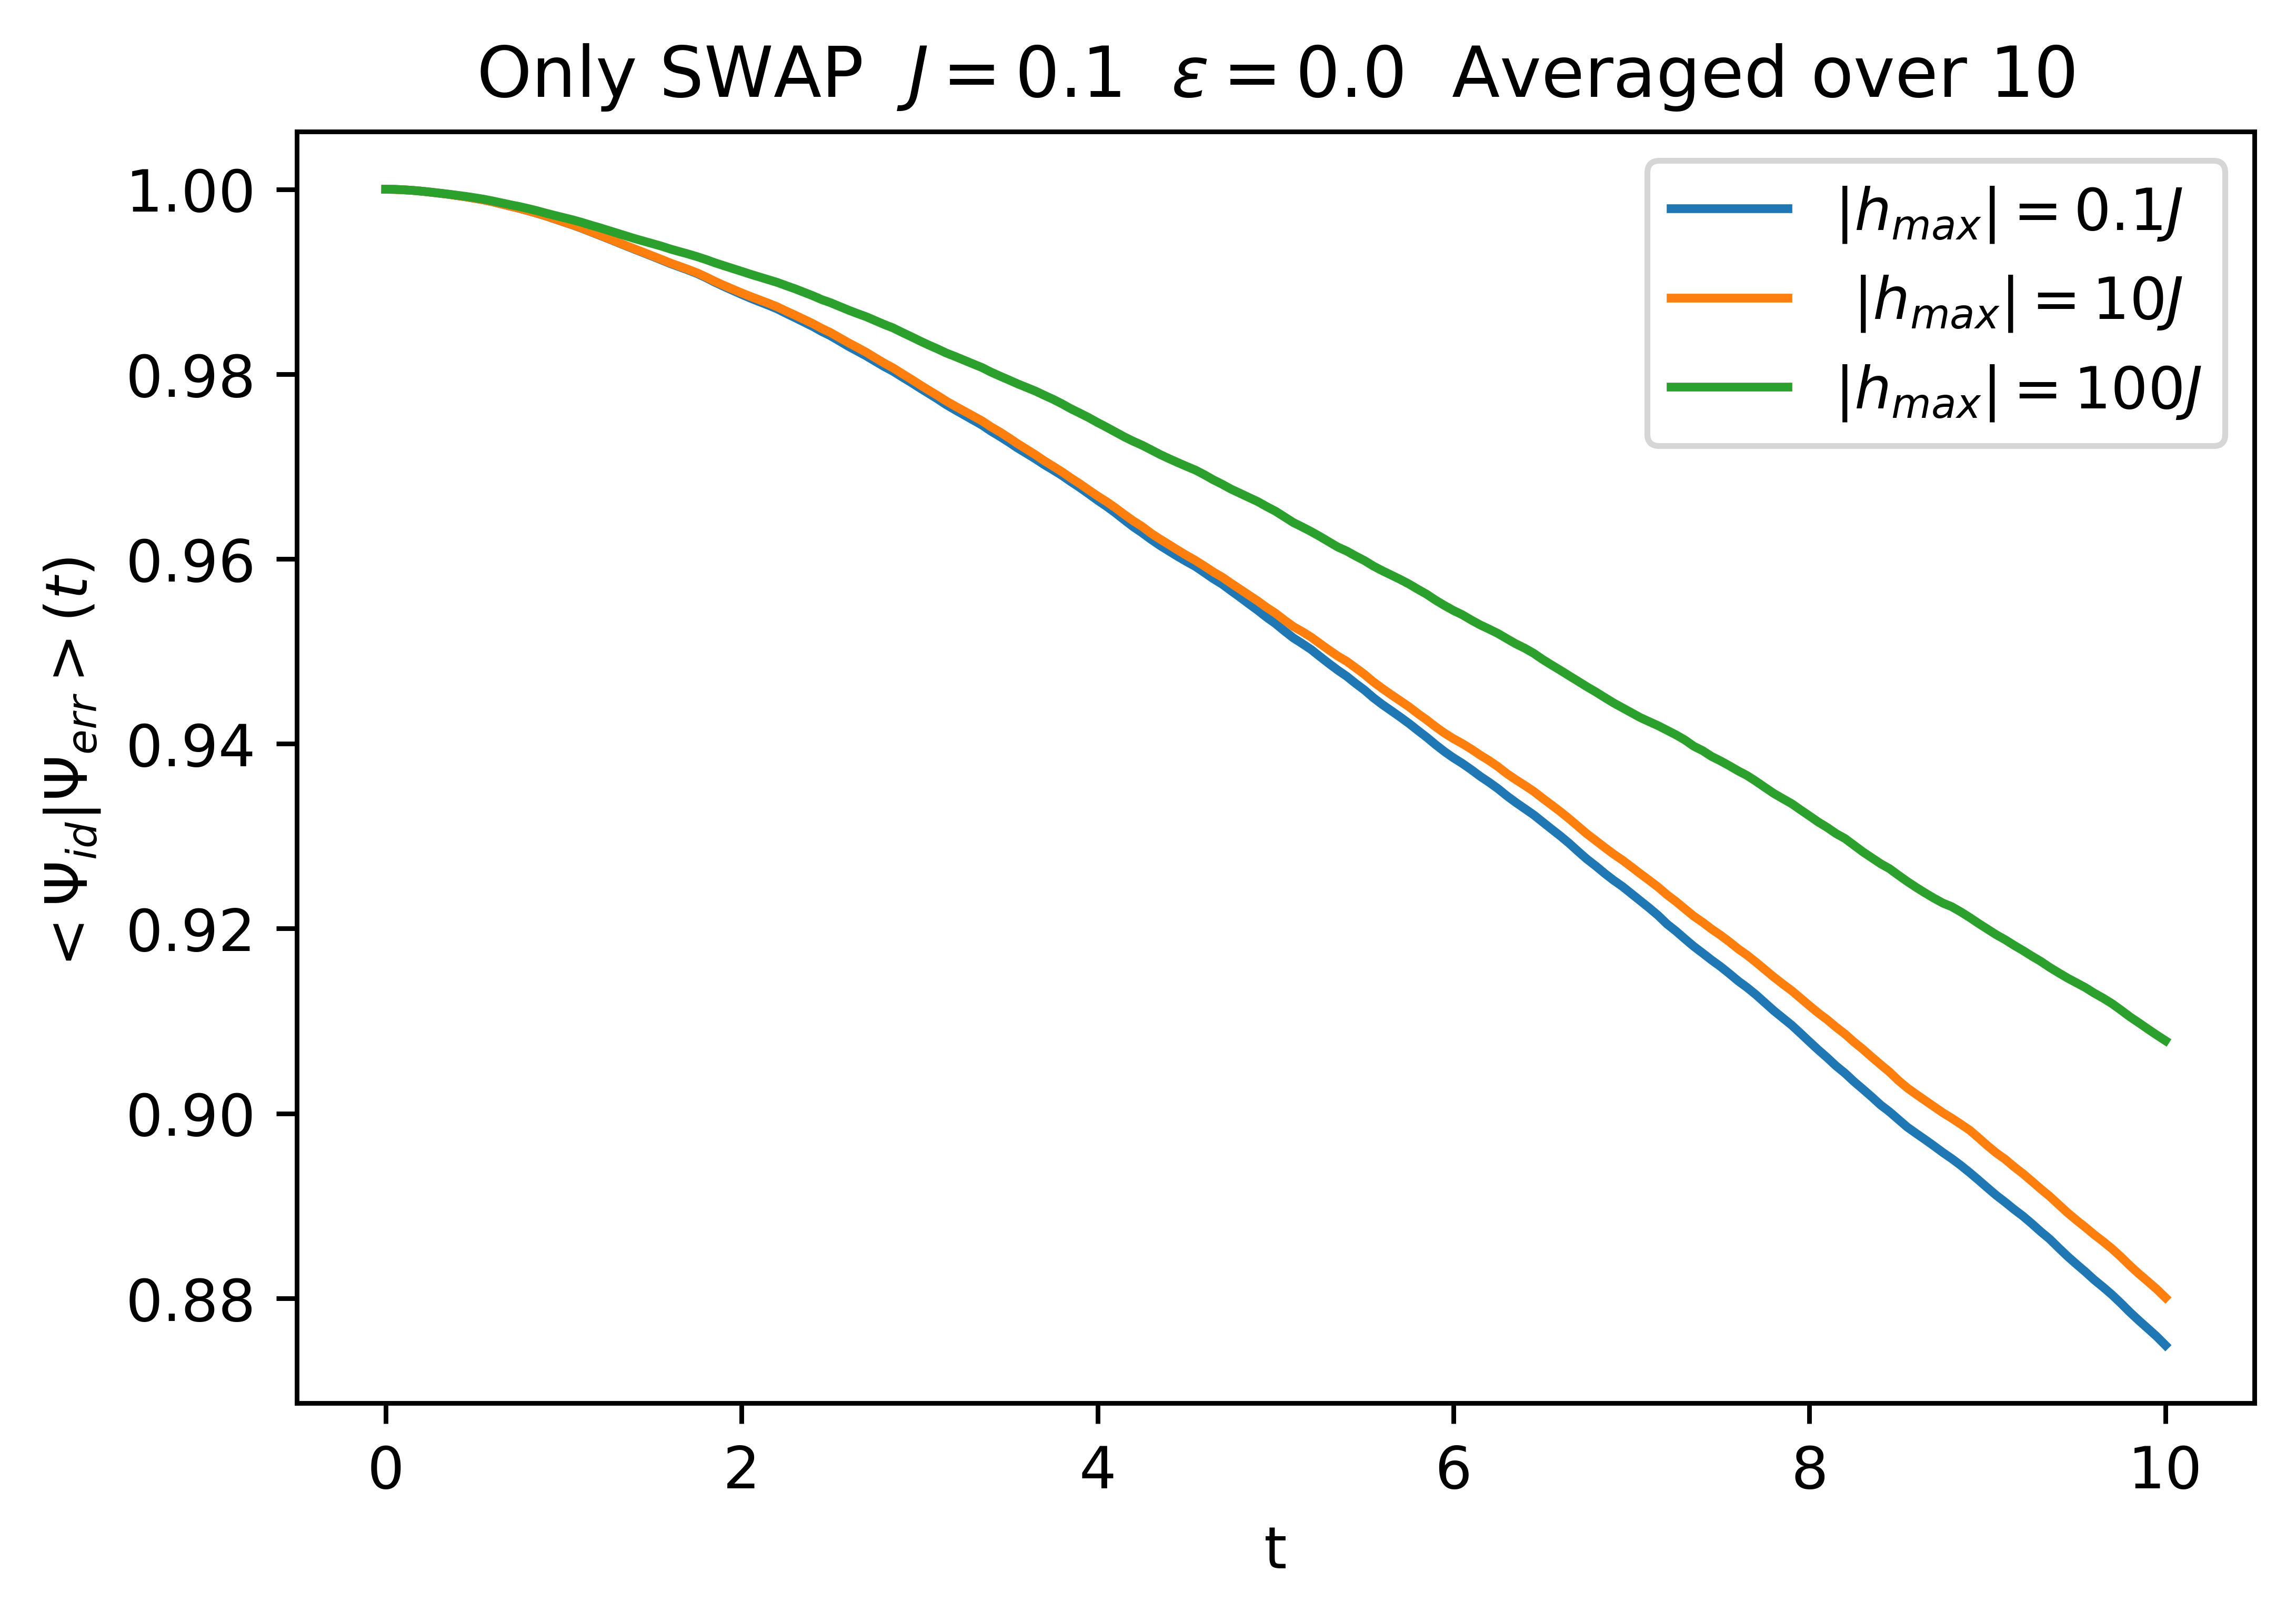 Only SWAP J = 0.1 ε = 0.0 Averaged over 10
|h_max| = 0.1J
|h_max| = 10J
|h_max| = 100J
<Ψ_id|Ψ_err>(t)
1.00
0.98
0.96
0.94
0.92
0.90
0.88
0 2 4 6 8 10
t